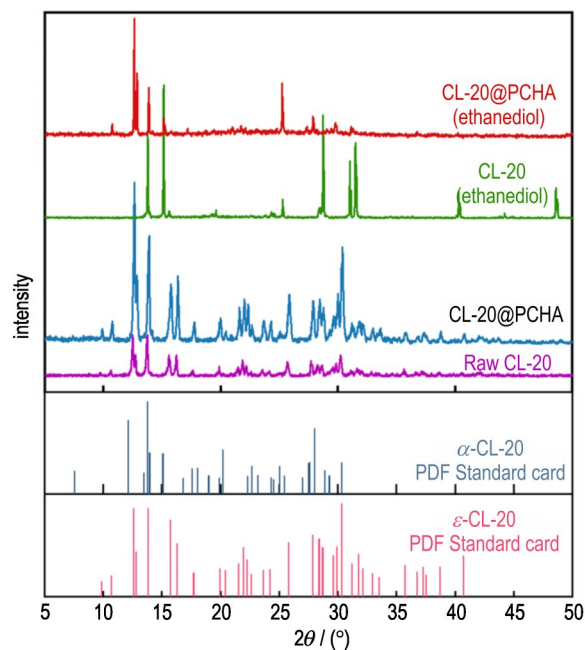 CL-20@PCHA
(ethanediol)
CL-20
(ethanediol)
CL-20@PCHA
Raw CL-20
α-CL-20
PDF Standard card
ε-CL-20
PDF Standard card
intensity
5 10 15 20 25 30 35 40 45 50
2θ / (°)